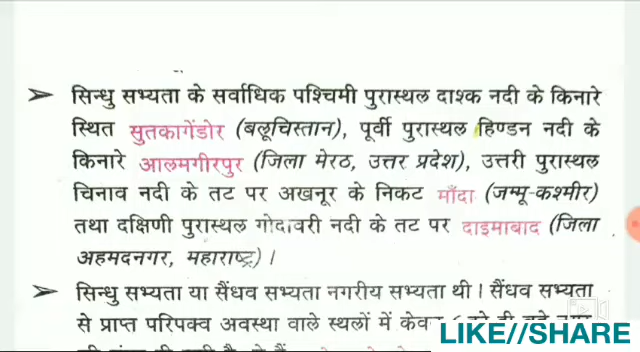 ➤ सिन्धु सभ्यता के सर्वाधिक पश्चिमी पुरास्थल दाश्क नदी के किनारे
स्थित सुतकागेंडोर (बलूचिस्तान), पूर्वी पुरास्थल हिण्डन नदी के
किनारे आलमगीरपुर (जिला मेरठ, उत्तर प्रदेश), उत्तरी पुरास्थल
चिनाव नदी के तट पर अखनूर के निकट माँदा (जम्मू-कश्मीर)
तथा दक्षिणी पुरास्थल गोदावरी नदी के तट पर दाइमाबाद (जिला
अहमदनगर, महाराष्ट्र) ।
➤ सिन्धु सभ्यता या सैंधव सभ्यता नगरीय सभ्यता थी । सैंधव सभ्यता
से प्राप्त परिपक्व अवस्था वाले स्थलों में केवल
LIKE//SHARE